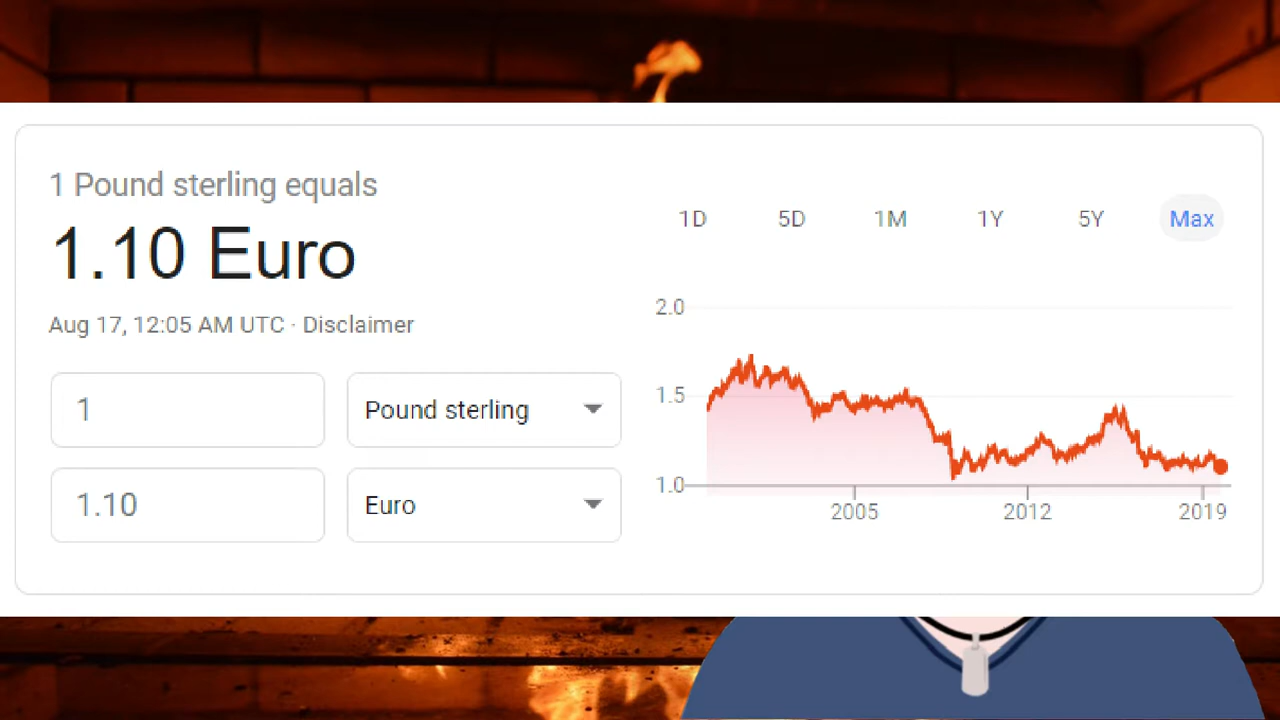 1 Pound sterling equals
1.10 Euro
Aug 17, 12:05 AM UTC · Disclaimer
1
Pound sterling
1.10
Euro
1D 5D 1M 1Y 5Y Max
2.0
1.5
1.0
2005 2012 2019